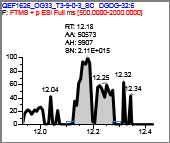 QEF1626_OG33_T3-9-0-3_SC DGDG-32:6
F: FTMS + p ESI Full ms [500.0000-2000.0000]
RT: 12.18
AA: 50573
AH: 9907
SN: 2.11E+015
100
80
60
40
20
0
12.04
12.25
12.32
12.34
12.0
12.2
12.4